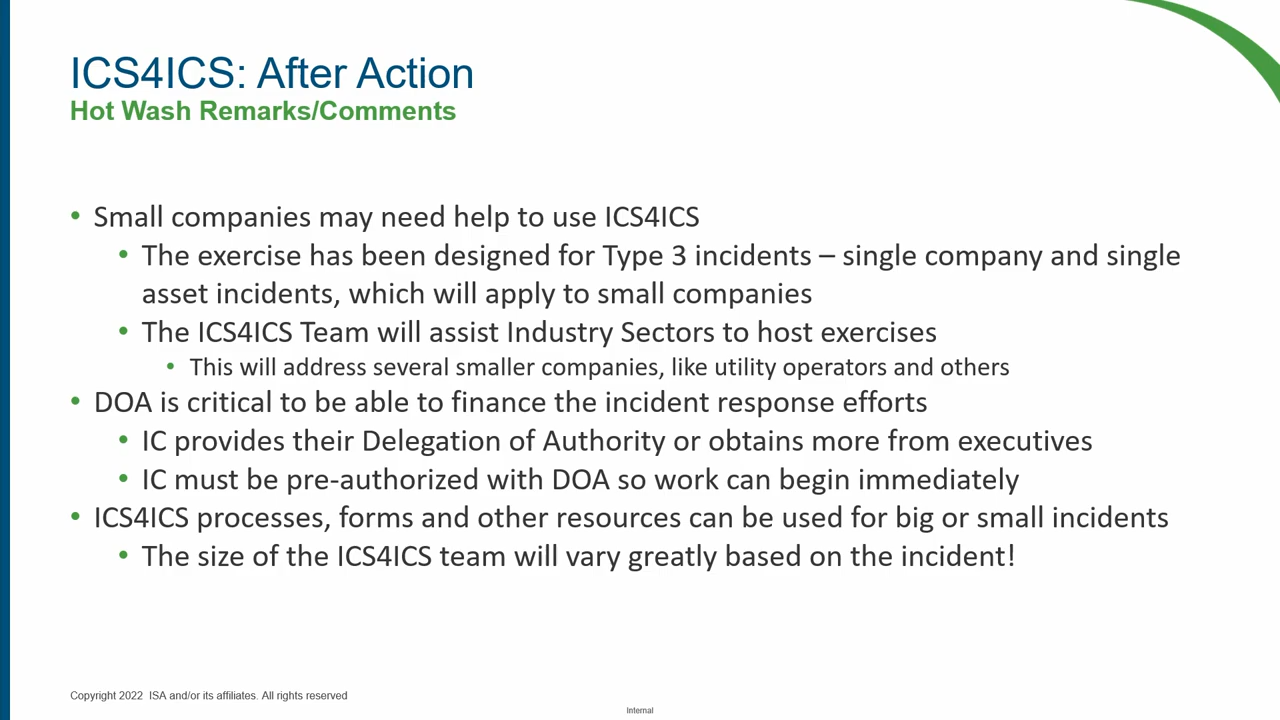 ICS4ICS: After Action
Hot Wash Remarks/Comments
• Small companies may need help to use ICS4ICS
• The exercise has been designed for Type 3 incidents – single company and single
asset incidents, which will apply to small companies
• The ICS4ICS Team will assist Industry Sectors to host exercises
• This will address several smaller companies, like utility operators and others
• DOA is critical to be able to finance the incident response efforts
• IC provides their Delegation of Authority or obtains more from executives
• IC must be pre-authorized with DOA so work can begin immediately
• ICS4ICS processes, forms and other resources can be used for big or small incidents
• The size of the ICS4ICS team will vary greatly based on the incident!
Copyright 2022 ISA and/or its affiliates. All rights reserved
Internal